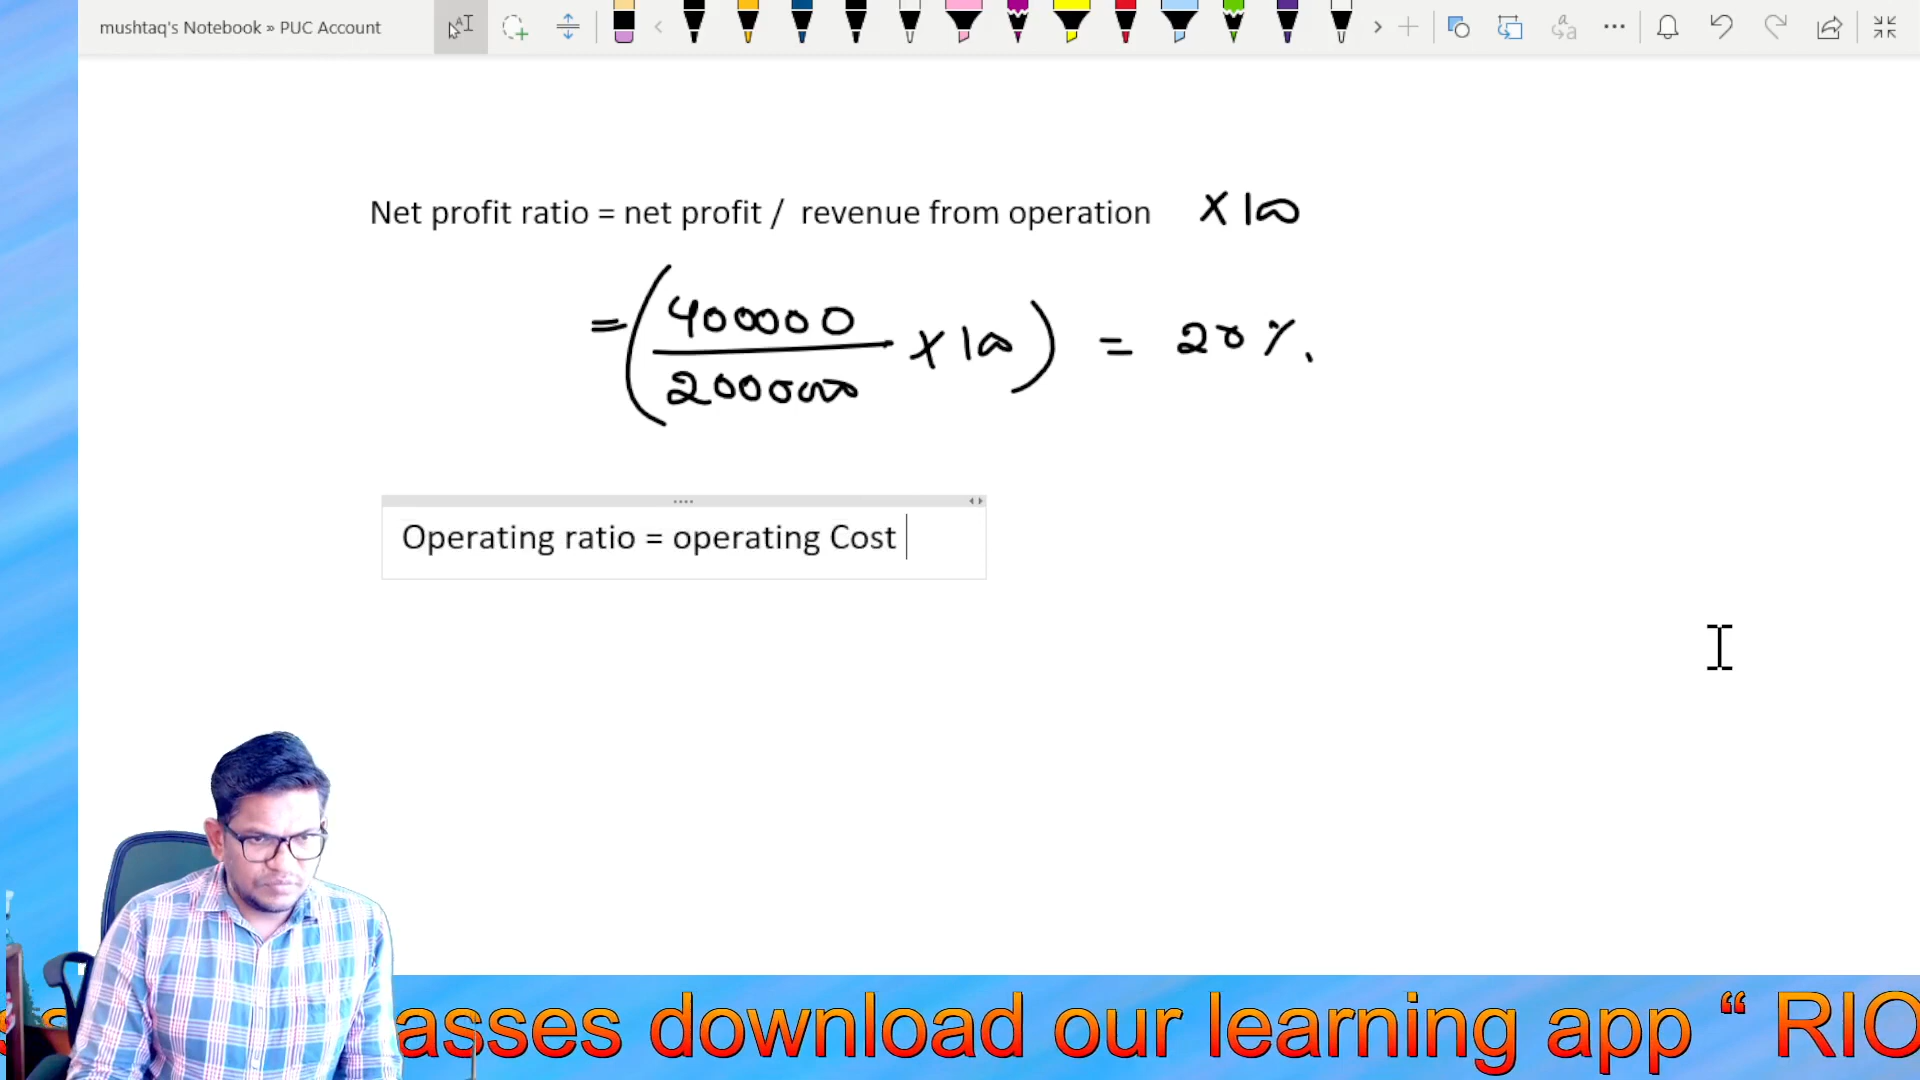 mushtaq's Notebook » PUC Account
Net profit ratio = net profit / revenue from operation X 100
= ( 400000 / 2000000 X 100 ) = 20 %.
Operating ratio = operating Cost
asses download our learning app “ RIO